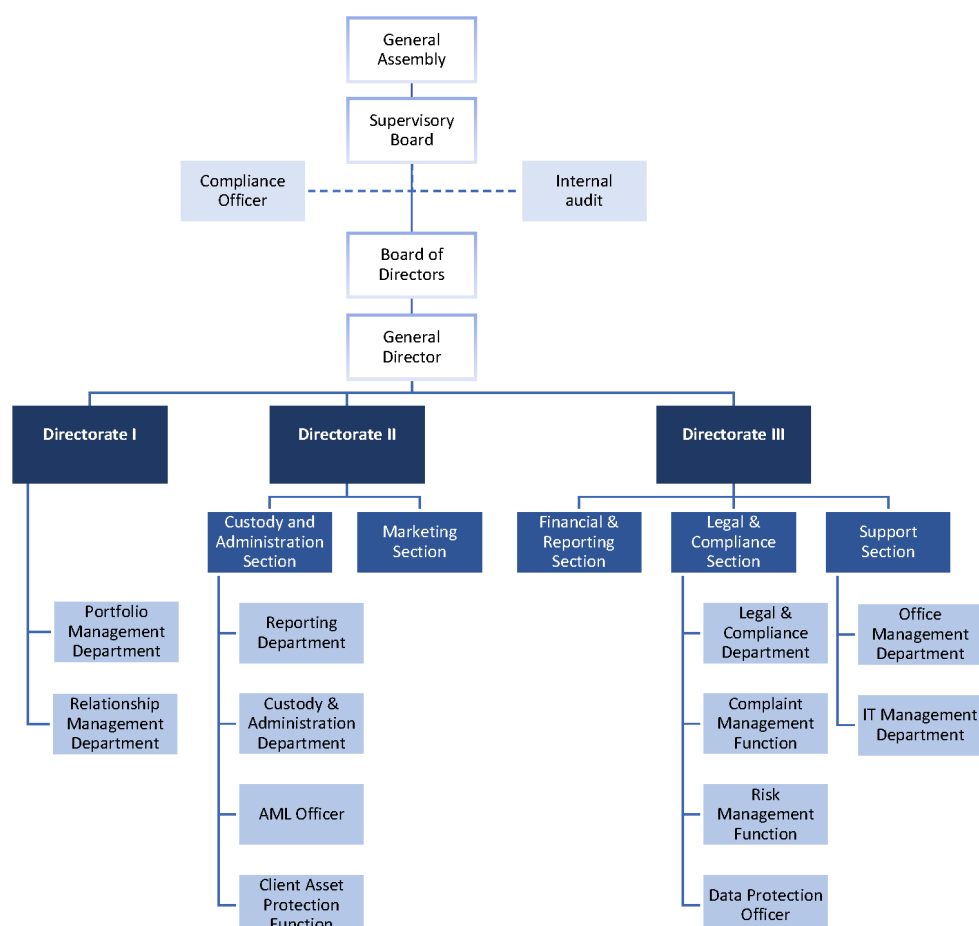 General
Assembly
Supervisory
Board
Compliance
Officer
Internal
audit
Board of
Directors
General
Director
Directorate I
Directorate II
Directorate III
Custody and
Administration
Section
Marketing
Section
Financial &
Reporting
Section
Legal &
Compliance
Section
Support
Section
Portfolio
Management
Department
Reporting
Department
Legal &
Compliance
Department
Office
Management
Department
Relationship
Management
Department
Custody &
Administration
Department
Complaint
Management
Function
IT Management
Department
AML Officer
Risk
Management
Function
Client Asset
Protection
Function
Data Protection
Officer